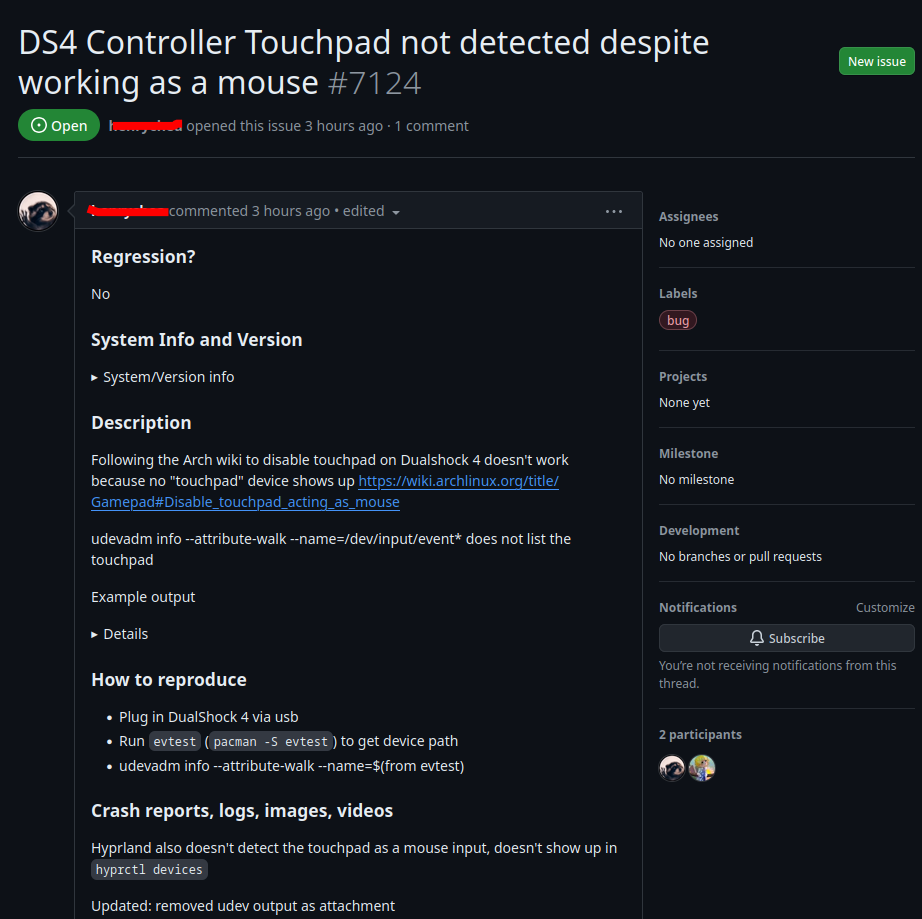 DS4 Controller Touchpad not detected despite
working as a mouse #7124
New issue
Open
opened this issue 3 hours ago · 1 comment
commented 3 hours ago • edited
Regression?
No
System Info and Version
System/Version info
Description
Following the Arch wiki to disable touchpad on Dualshock 4 doesn't work
because no "touchpad" device shows up https://wiki.archlinux.org/title/
Gamepad#Disable_touchpad_acting_as_mouse
udevadm info --attribute-walk --name=/dev/input/event* does not list the
touchpad
Example output
Details
How to reproduce
Plug in DualShock 4 via usb
Run evtest (pacman -S evtest) to get device path
udevadm info --attribute-walk --name=$(from evtest)
Crash reports, logs, images, videos
Hyprland also doesn't detect the touchpad as a mouse input, doesn't show up in
hyprctl devices
Updated: removed udev output as attachment
Assignees
No one assigned
Labels
bug
Projects
None yet
Milestone
No milestone
Development
No branches or pull requests
Notifications
Customize
Subscribe
You're not receiving notifications from this
thread.
2 participants